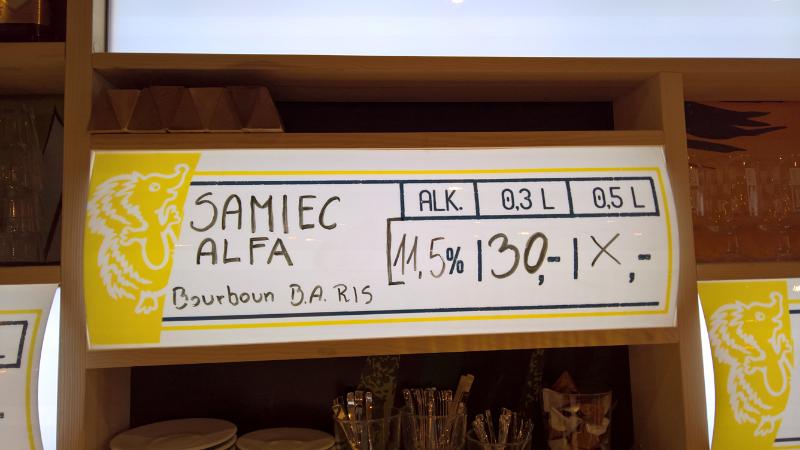 SAMIEC
ALFA
Bourboun B.A. RIS
ALK. 0,3 L 0,5 L
11,5% 30,- X,-